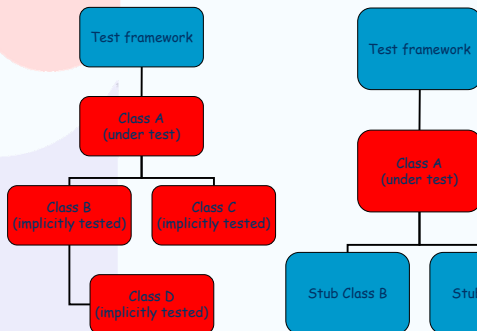 Test framework
Class A
(under test)
Class B
(implicitly tested)
Class C
(implicitly tested)
Class D
(implicitly tested)
Test framework
Class A
(under test)
Stub Class B